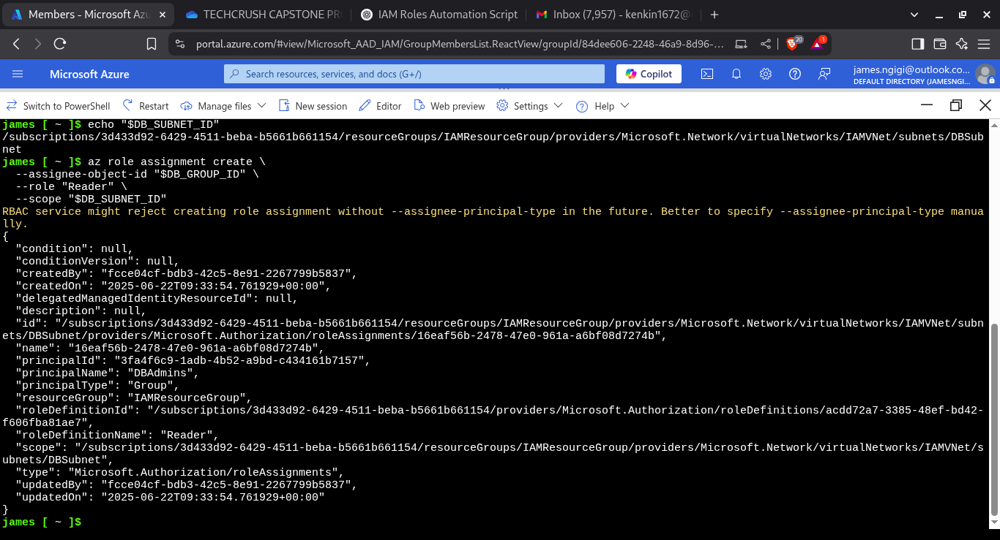 Members - Microsoft Azu
TECHCRUSH CAPSTONE PRO
IAM Roles Automation Script
Inbox (7,957) - kenkin1672@
portal.azure.com/#view/Microsoft_AAD_IAM/GroupMembersList.ReactView/groupId/84dee606-2248-46a9-8d96-...
20
1
Microsoft Azure
Search resources, services, and docs (G+/)
Copilot
james.ngigi@outlook.co...
DEFAULT DIRECTORY (JAMESNGI...
Switch to PowerShell
Restart
Manage files
New session
Editor
Web preview
Settings
Help
james [ ~ ]$ echo "$DB_SUBNET_ID"
/subscriptions/3d433d92-6429-4511-beba-b5661b661154/resourceGroups/IAMResourceGroup/providers/Microsoft.Network/virtualNetworks/IAMVNet/subnets/DBSub
net
james [ ~ ]$ az role assignment create \
--assignee-object-id "$DB_GROUP_ID" \
--role "Reader" \
--scope "$DB_SUBNET_ID"
RBAC service might reject creating role assignment without --assignee-principal-type in the future. Better to specify --assignee-principal-type manua
lly.
{
"condition": null,
"conditionVersion": null,
"createdBy": "fcce04cf-bdb3-42c5-8e91-2267799b5837",
"createdOn": "2025-06-22T09:33:54.761929+00:00",
"delegatedManagedIdentityResourceId": null,
"description": null,
"id": "/subscriptions/3d433d92-6429-4511-beba-b5661b661154/resourceGroups/IAMResourceGroup/providers/Microsoft.Network/virtualNetworks/IAMVNet/subn
ets/DBSubnet/providers/Microsoft.Authorization/roleAssignments/16eaf56b-2478-47e0-961a-a6bf08d7274b",
"name": "16eaf56b-2478-47e0-961a-a6bf08d7274b",
"principalId": "3fa4f6c9-1adb-4b52-a9bd-c434161b7157",
"principalName": "DBAdmins",
"principalType": "Group",
"resourceGroup": "IAMResourceGroup",
"roleDefinitionId": "/subscriptions/3d433d92-6429-4511-beba-b5661b661154/providers/Microsoft.Authorization/roleDefinitions/acdd72a7-3385-48ef-bd42-
f606fba81ae7",
"roleDefinitionName": "Reader",
"scope": "/subscriptions/3d433d92-6429-4511-beba-b5661b661154/resourceGroups/IAMResourceGroup/providers/Microsoft.Network/virtualNetworks/IAMVNet/s
ubnets/DBSubnet",
"type": "Microsoft.Authorization/roleAssignments",
"updatedBy": "fcce04cf-bdb3-42c5-8e91-2267799b5837",
"updatedOn": "2025-06-22T09:33:54.761929+00:00"
}
james [ ~ ]$